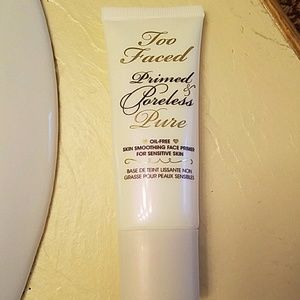 Too
Faced
Primed
&
Poreless
Pure
OIL-FREE
SKIN SMOOTHING FACE PRIMER
FOR SENSITIVE SKIN
BASE DE TEINT LISSANTE NON
GRASSE POUR PEAUX SENSIBLES